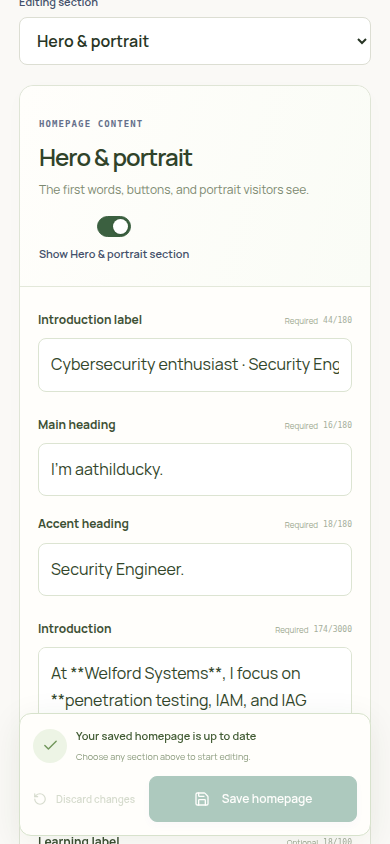 Editing section
Hero & portrait
HOMEPAGE CONTENT
Hero & portrait
The first words, buttons, and portrait visitors see.
Show Hero & portrait section
Introduction label
Required 44/180
Cybersecurity enthusiast · Security Eng
Main heading
Required 16/180
I'm aathilducky.
Accent heading
Required 18/180
Security Engineer.
Introduction
Required 174/3000
At **Welford Systems**, I focus on
**penetration testing, IAM, and IAG
Your saved homepage is up to date
Choose any section above to start editing.
Discard changes
Save homepage
Learning label
Optional 18/100